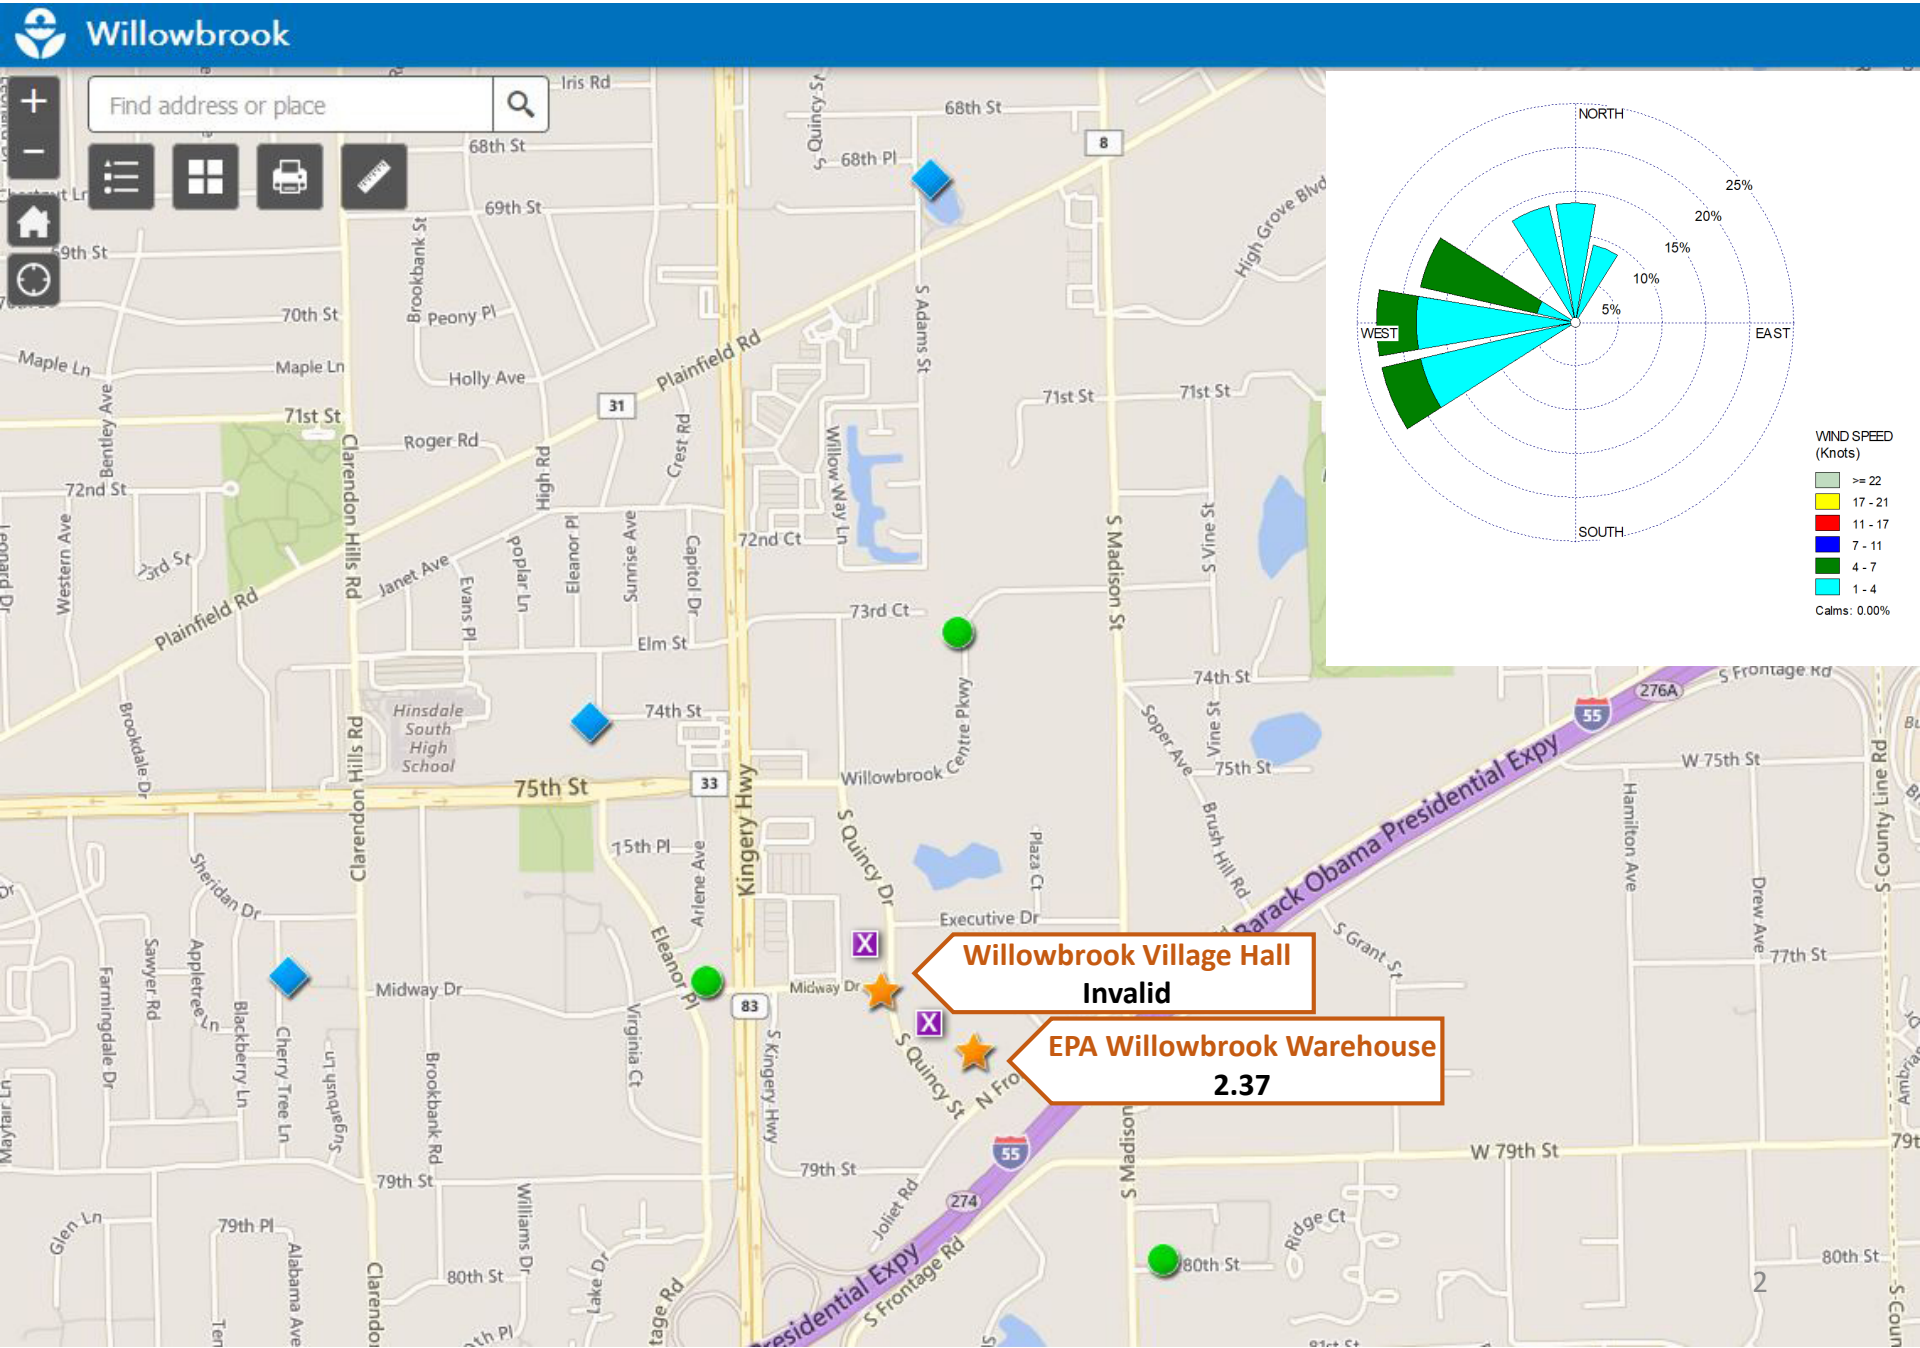 Willowbrook
Find address or place
Iris Rd
68th St
S Quincy St
68th St
68th Pl
8
69th St
69th St
High Grove Blvd
Brookbank St
70th St
Peony Pl
S Adams St
Maple Ln
Maple Ln
Holly Ave
Plainfield Rd
31
71st St
71st St
71st St
Bentley Ave
Roger Rd
Crest Rd
Clarendon Hills Rd
High Rd
Willow Way Ln
72nd St
72nd Ct
Western Ave
Leonard Dr
73rd St
Janet Ave
Evans Pl
Poplar Ln
Eleanor Pl
Sunrise Ave
Capitol Dr
S Madison St
S Vine St
Plainfield Rd
73rd Ct
Elm St
74th St
74th St
Hinsdale
South
High
School
Brookdale Dr
Clarendon Hills Rd
75th St
33
Kingery Hwy
Willowbrook Centre Pkwy
Soper Ave
Vine St
75th St
W 75th St
276A
55
S Frontage Rd
Barack Obama Presidential Expy
Hamilton Ave
S County Line Rd
15th Pl
Arlene Ave
S Quincy Dr
Plaza Ct
Brush Hill Rd
Sheridan Dr
Executive Dr
Drew Ave
S Grant St
77th St
Farmingdale Dr
Sawyer Rd
Appletree Ln
Blackberry Ln
Cherry Tree Ln
Sugarbush Ln
Midway Dr
Brookbank Rd
Eleanor Pl
Virginia Ct
83
Midway Dr
X
X
Willowbrook Village Hall
Invalid
EPA Willowbrook Warehouse
2.37
S Kingery Hwy
S Quincy St
N Fro
55
W 79th St
79th St
79th St
S Madison
274
Joliet Rd
Glen Ln
79th Pl
Alabama Ave
Williams Dr
80th St
Lake Dr
Presidential Expy
S Frontage Rd
80th St
Ridge Ct
80th St
2
NORTH
25%
20%
15%
10%
5%
WEST
EAST
SOUTH
WIND SPEED
(Knots)
>= 22
17 - 21
11 - 17
7 - 11
4 - 7
1 - 4
Calms: 0.00%